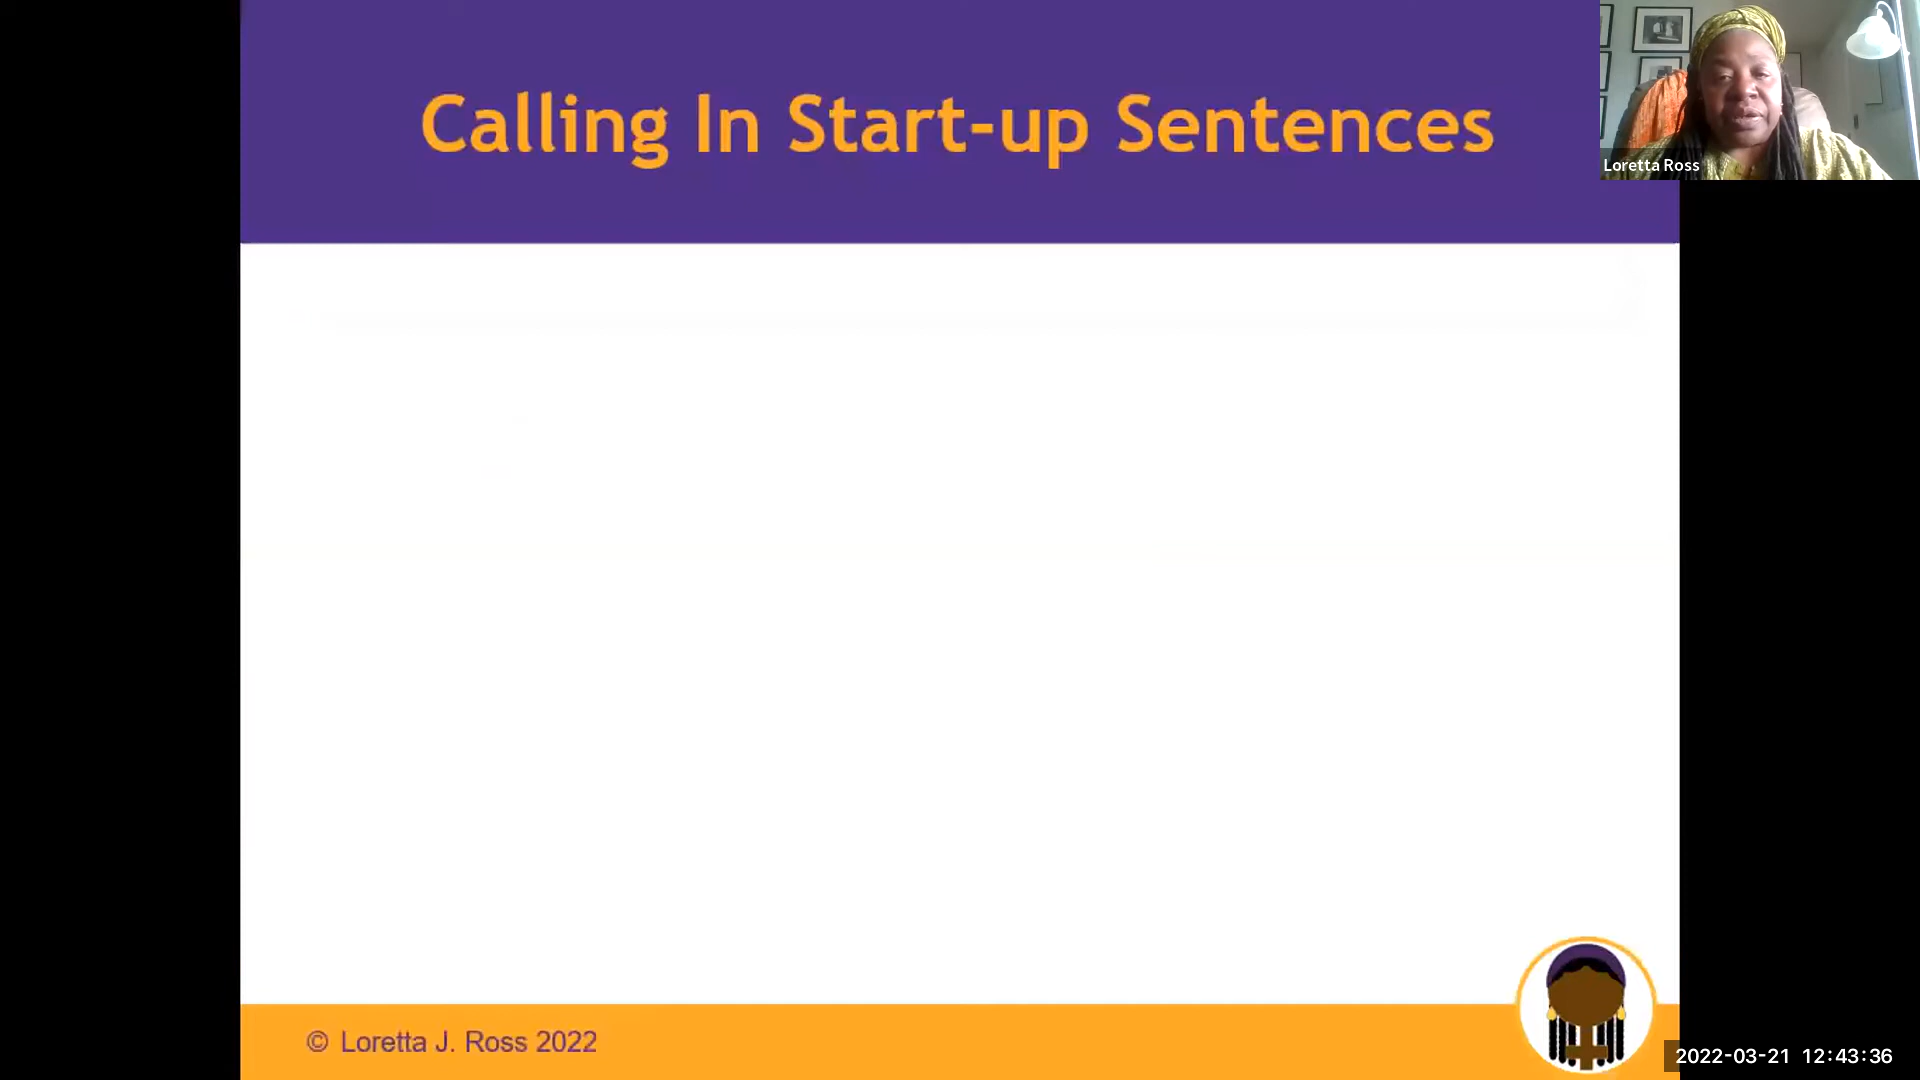 Calling In Start-up Sentences
Loretta Ross
© Loretta J. Ross 2022
2022-03-21 12:43:36